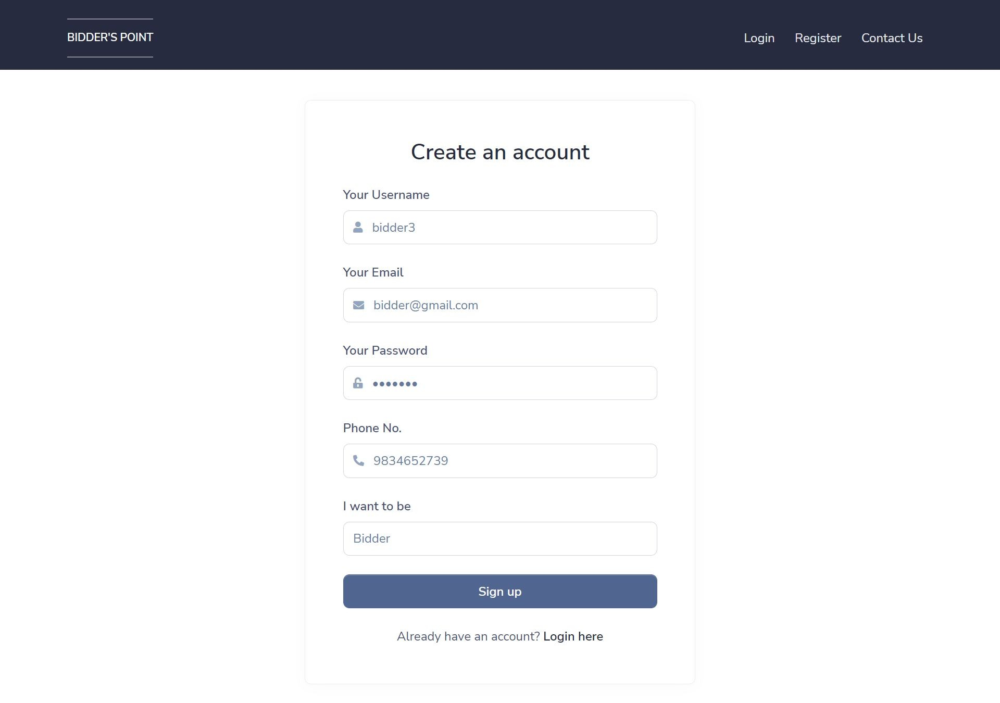 BIDDER'S POINT
Login Register Contact Us
Create an account
Your Username
bidder3
Your Email
bidder@gmail.com
Your Password
•••••••
Phone No.
9834652739
I want to be
Bidder
Sign up
Already have an account? Login here